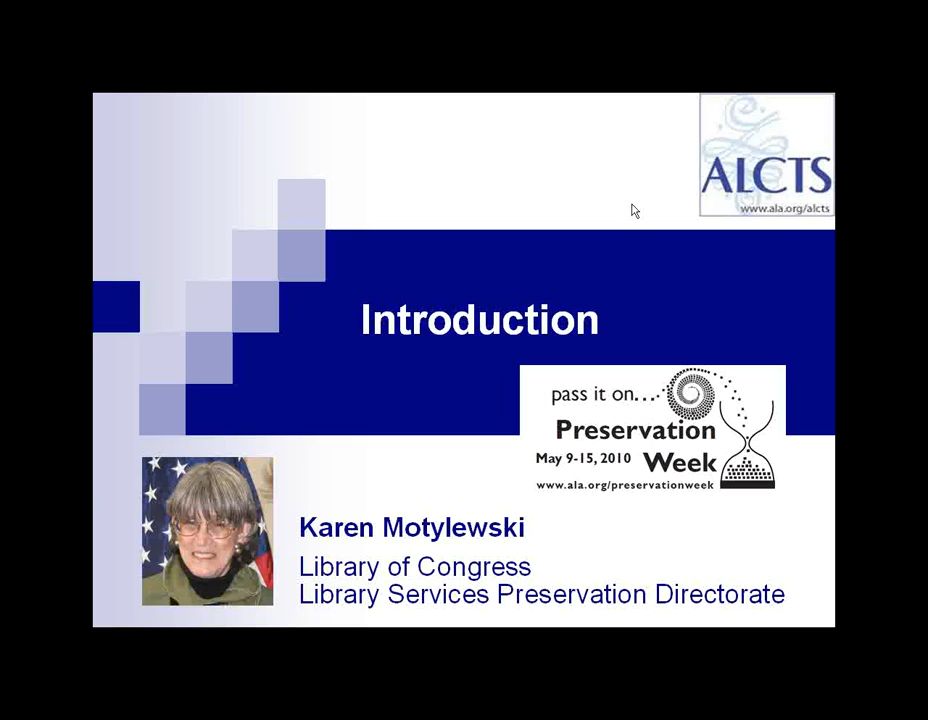 ALCTS
www.ala.org/alcts
Introduction
pass it on...
Preservation
May 9-15, 2010 Week
www.ala.org/preservationweek
Karen Motylewski
Library of Congress
Library Services Preservation Directorate